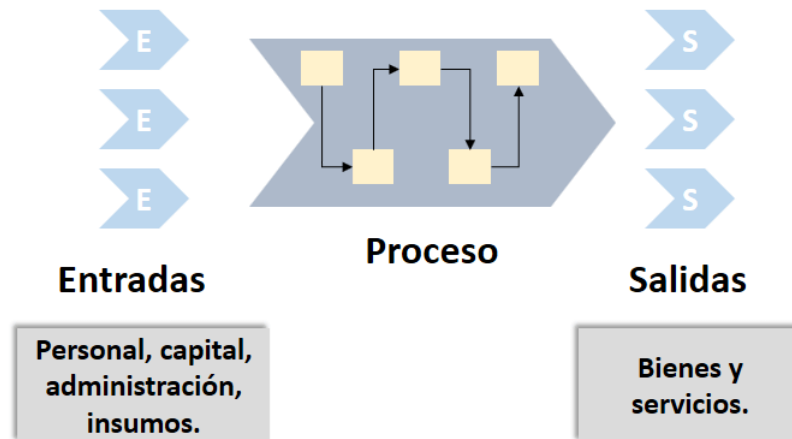 E
S
E
S
E
S
Proceso
Entradas
Salidas
Personal, capital,
administración,
insumos.
Bienes y
servicios.